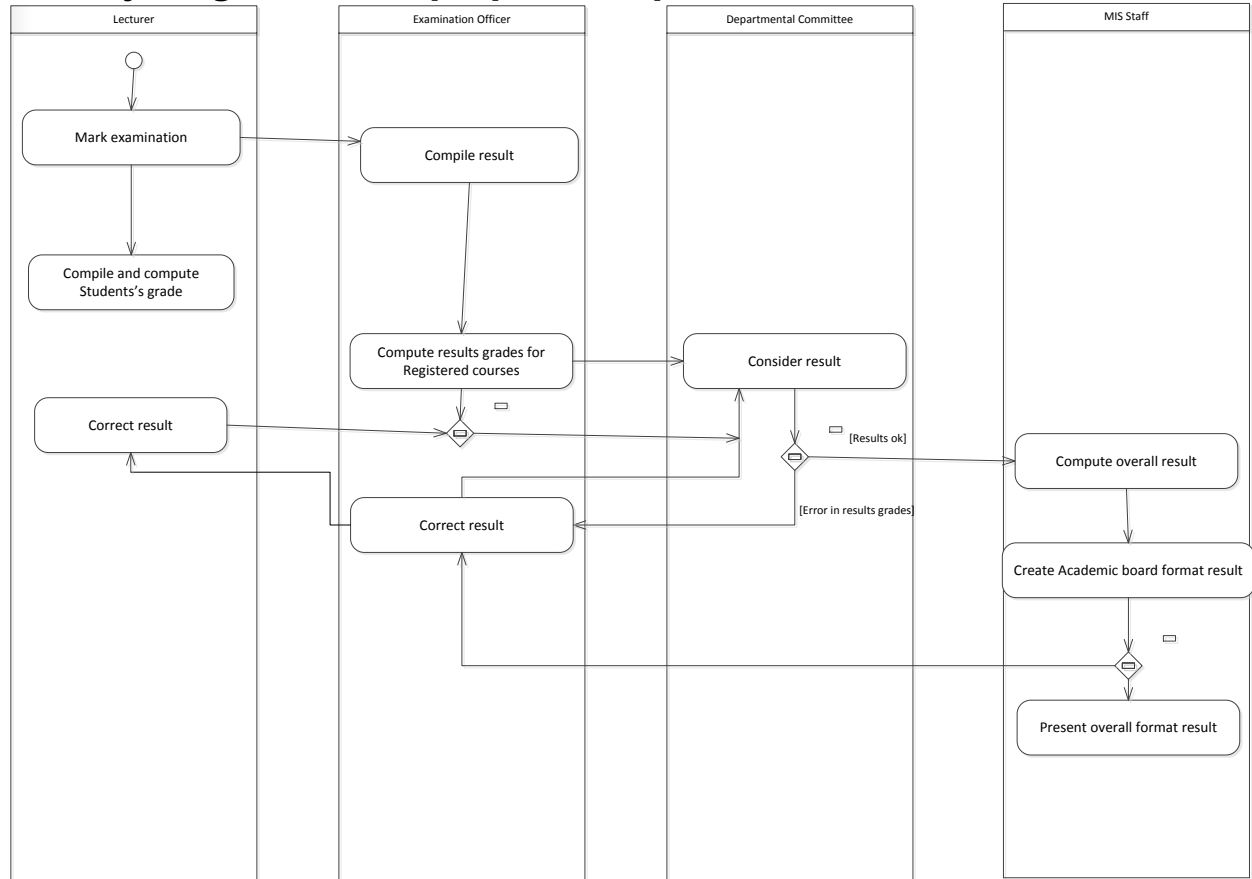 Lecturer
Examination Officer
Departmental Committee
MIS Staff
Mark examination
Compile result
Compile and compute
Students's grade
Compute results grades for
Registered courses
Consider result
Correct result
[Results ok]
Compute overall result
[Error in results grades]
Correct result
Create Academic board format result
Present overall format result